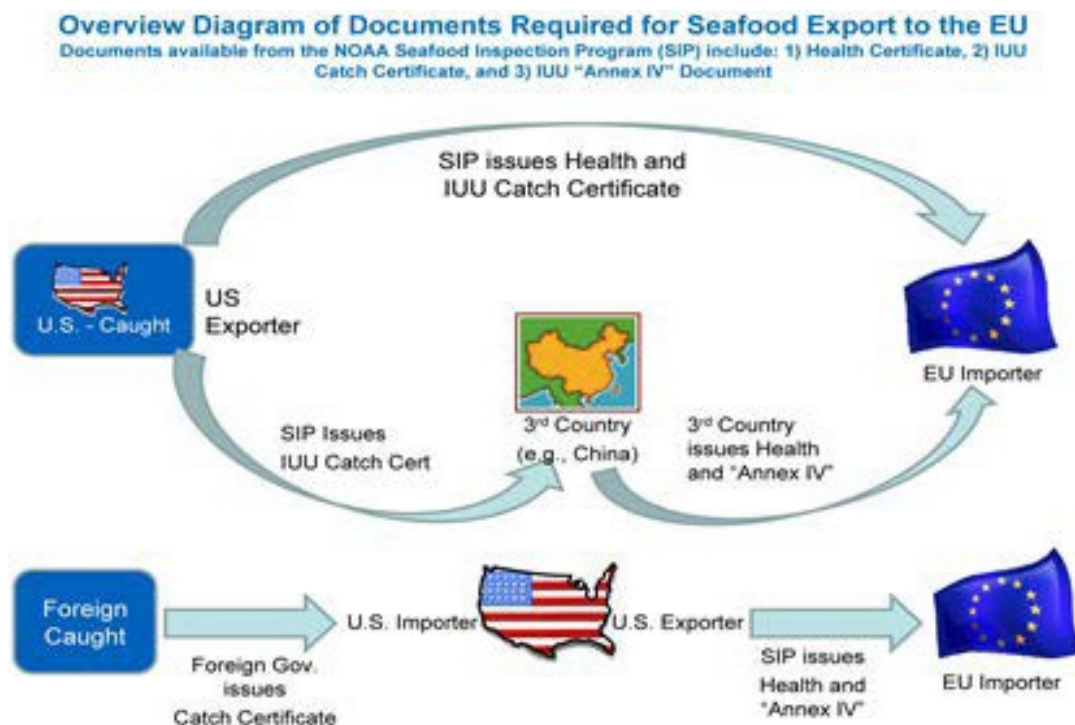 Overview Diagram of Documents Required for Seafood Export to the EU
Documents available from the NOAA Seafood Inspection Program (SIP) include: 1) Health Certificate, 2) IUU
Catch Certificate, and 3) IUU "Annex IV" Document
SIP issues Health and
IUU Catch Certificate
U.S. - Caught
US
Exporter
EU Importer
SIP Issues
IUU Catch Cert
3rd Country
(e.g., China)
3rd Country
issues Health
and "Annex IV"
Foreign
Caught
Foreign Gov.
issues
Catch Certificate
U.S. Importer
U.S. Exporter
SIP issues
Health and
"Annex IV"
EU Importer